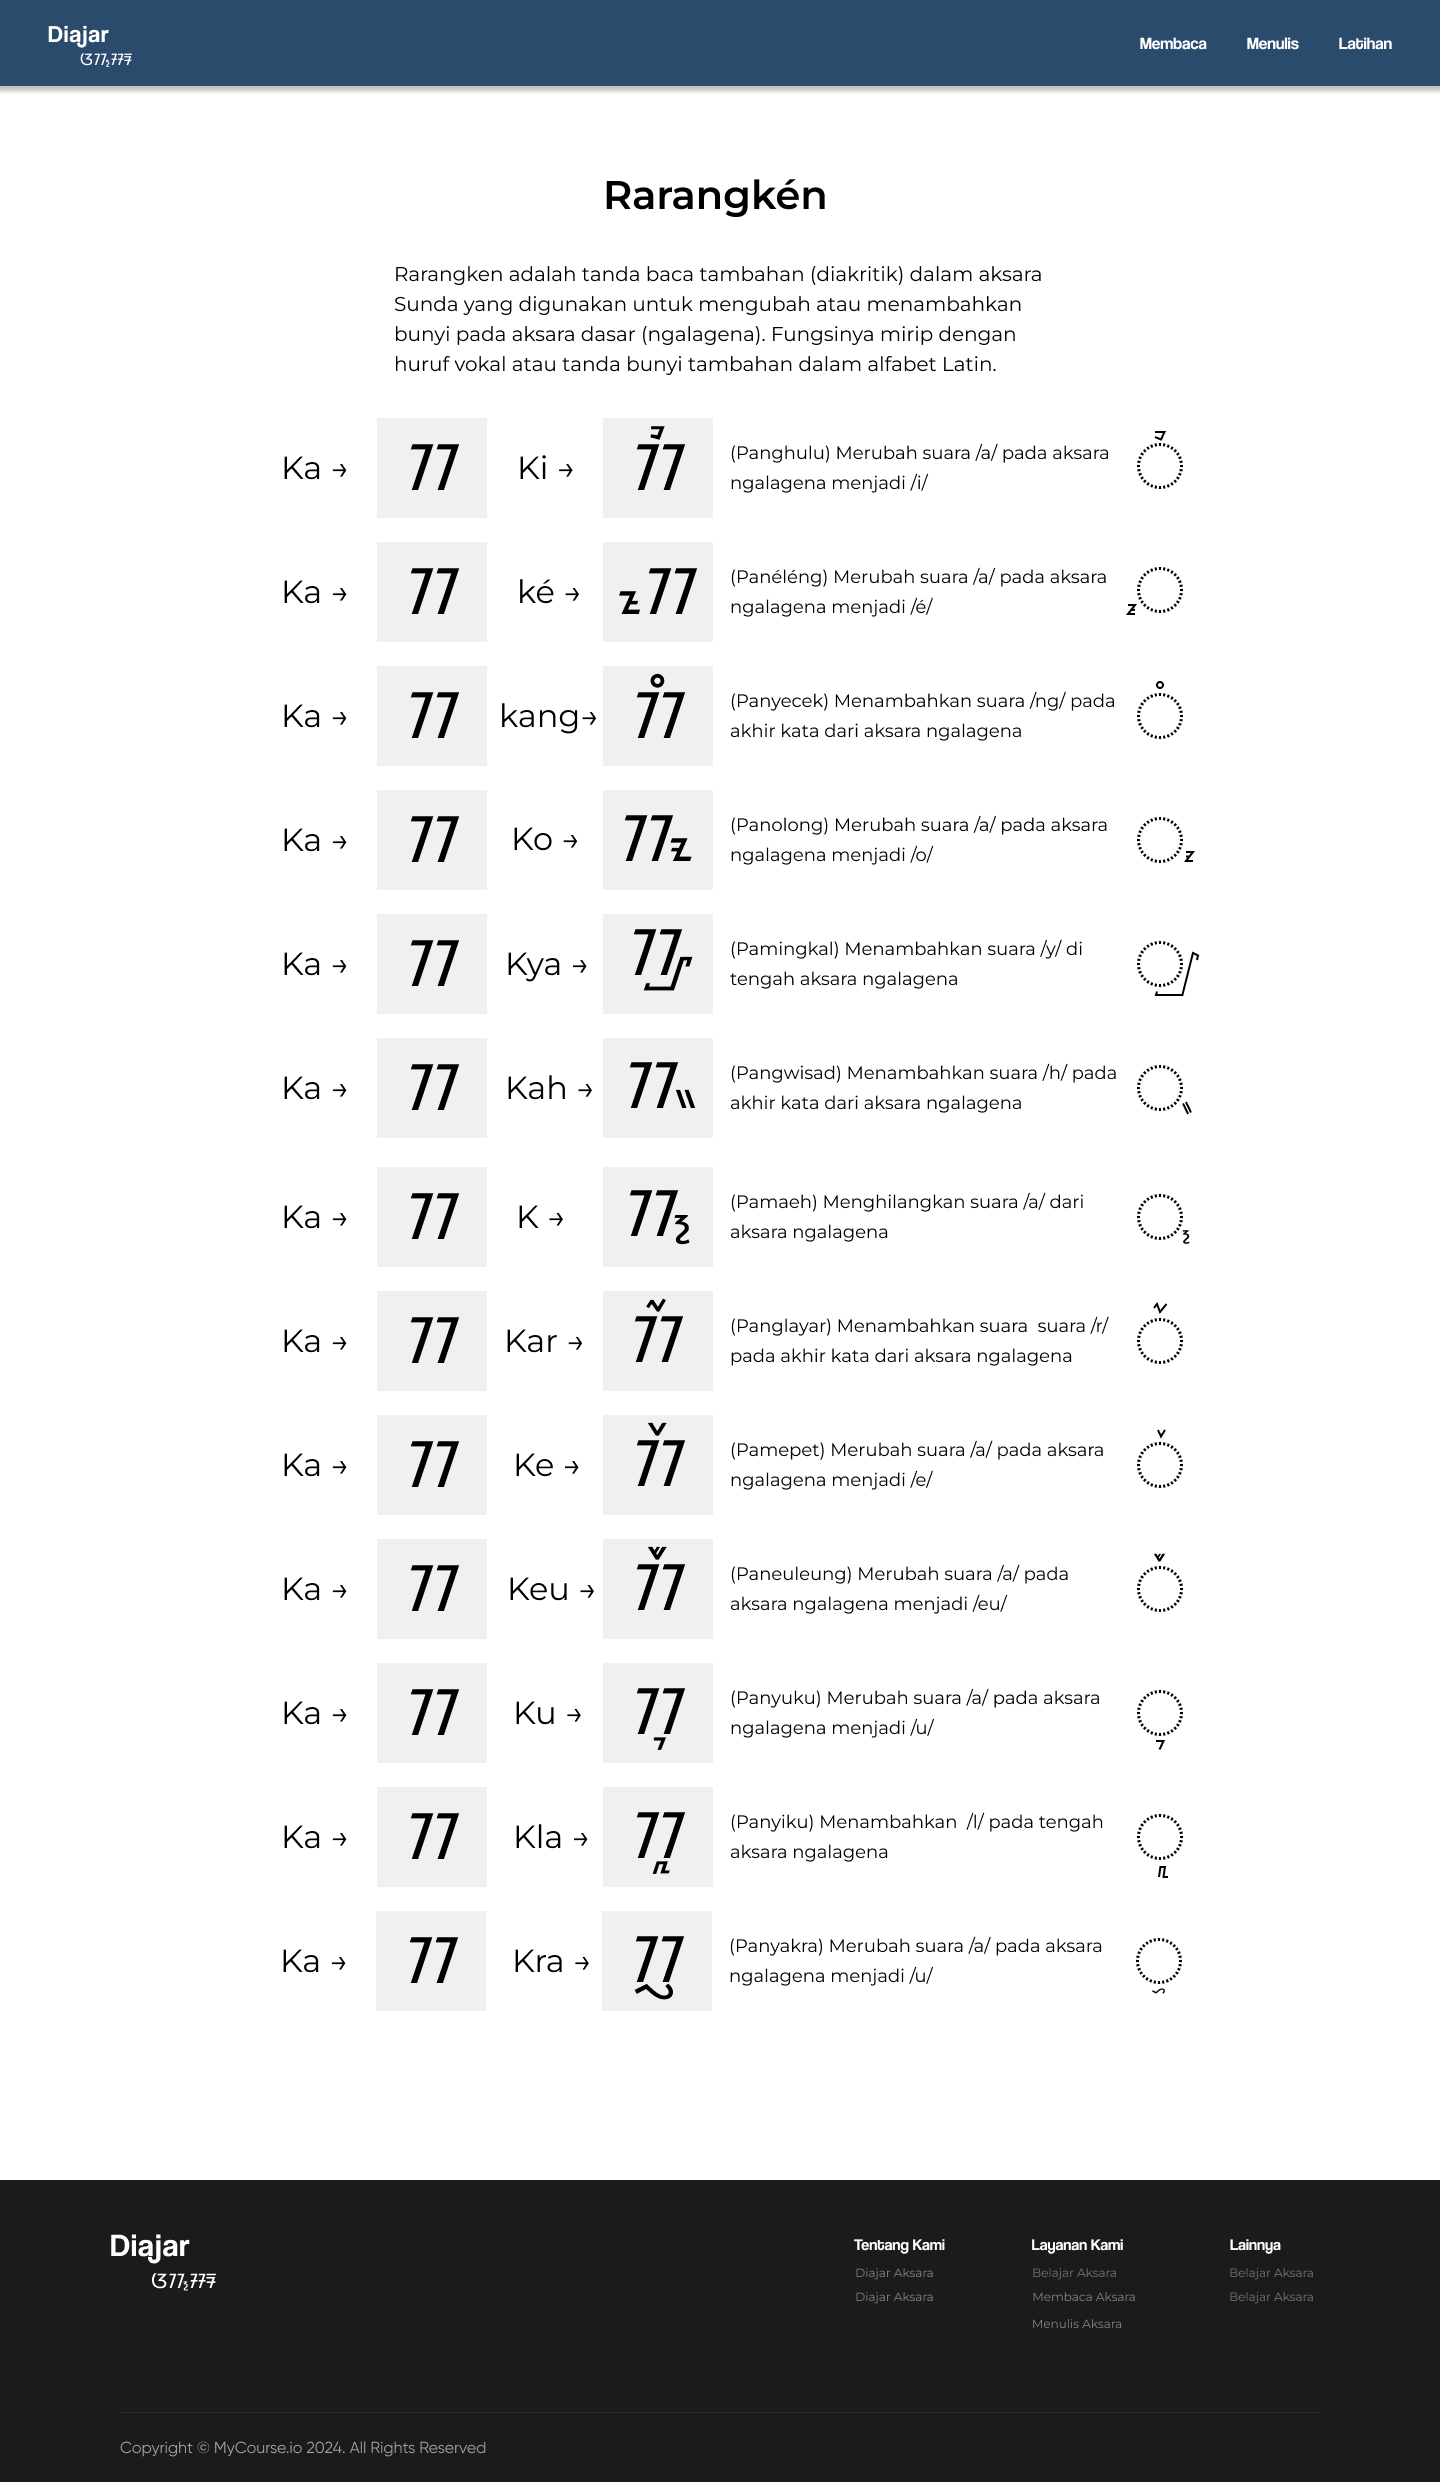 Diajar
ᮃᮊ᮪ᮞᮛ
Membaca Menulis Latihan
Rarangkén
Rarangken adalah tanda baca tambahan (diakritik) dalam aksara
Sunda yang digunakan untuk mengubah atau menambahkan
bunyi pada aksara dasar (ngalagena). Fungsinya mirip dengan
huruf vokal atau tanda bunyi tambahan dalam alfabet Latin.
Ka → ᮊ Ki → ᮊᮤ (Panghulu) Merubah suara /a/ pada aksara ◌ᮤ
ngalagena menjadi /i/
Ka → ᮊ ké → ᮊᮦ (Panéléng) Merubah suara /a/ pada aksara ◌ᮦ
ngalagena menjadi /é/
Ka → ᮊ kang→ ᮊᮀ (Panyecek) Menambahkan suara /ng/ pada ◌ᮀ
akhir kata dari aksara ngalagena
Ka → ᮊ Ko → ᮊᮧ (Panolong) Merubah suara /a/ pada aksara ◌ᮧ
ngalagena menjadi /o/
Ka → ᮊ Kya → ᮊᮡ (Pamingkal) Menambahkan suara /y/ di ◌ᮡ
tengah aksara ngalagena
Ka → ᮊ Kah → ᮊᮂ (Pangwisad) Menambahkan suara /h/ pada ◌ᮂ
akhir kata dari aksara ngalagena
Ka → ᮊ K → ᮊ᮪ (Pamaeh) Menghilangkan suara /a/ dari ◌᮪
aksara ngalagena
Ka → ᮊ Kar → ᮊᮁ (Panglayar) Menambahkan suara  suara /r/ ◌ᮁ
pada akhir kata dari aksara ngalagena
Ka → ᮊ Ke → ᮊᮨ (Pamepet) Merubah suara /a/ pada aksara ◌ᮨ
ngalagena menjadi /e/
Ka → ᮊ Keu → ᮊᮩ (Paneuleung) Merubah suara /a/ pada ◌ᮩ
aksara ngalagena menjadi /eu/
Ka → ᮊ Ku → ᮊᮥ (Panyuku) Merubah suara /a/ pada aksara ◌ᮥ
ngalagena menjadi /u/
Ka → ᮊ Kla → ᮊᮣ (Panyiku) Menambahkan  /l/ pada tengah ◌ᮣ
aksara ngalagena
Ka → ᮊ Kra → ᮊᮢ (Panyakra) Merubah suara /a/ pada aksara ◌ᮢ
ngalagena menjadi /u/
Diajar
ᮃᮊ᮪ᮞᮛ
Tentang Kami Layanan Kami Lainnya
Diajar Aksara Belajar Aksara Belajar Aksara
Diajar Aksara Membaca Aksara Belajar Aksara
Menulis Aksara
Copyright © MyCourse.io 2024. All Rights Reserved